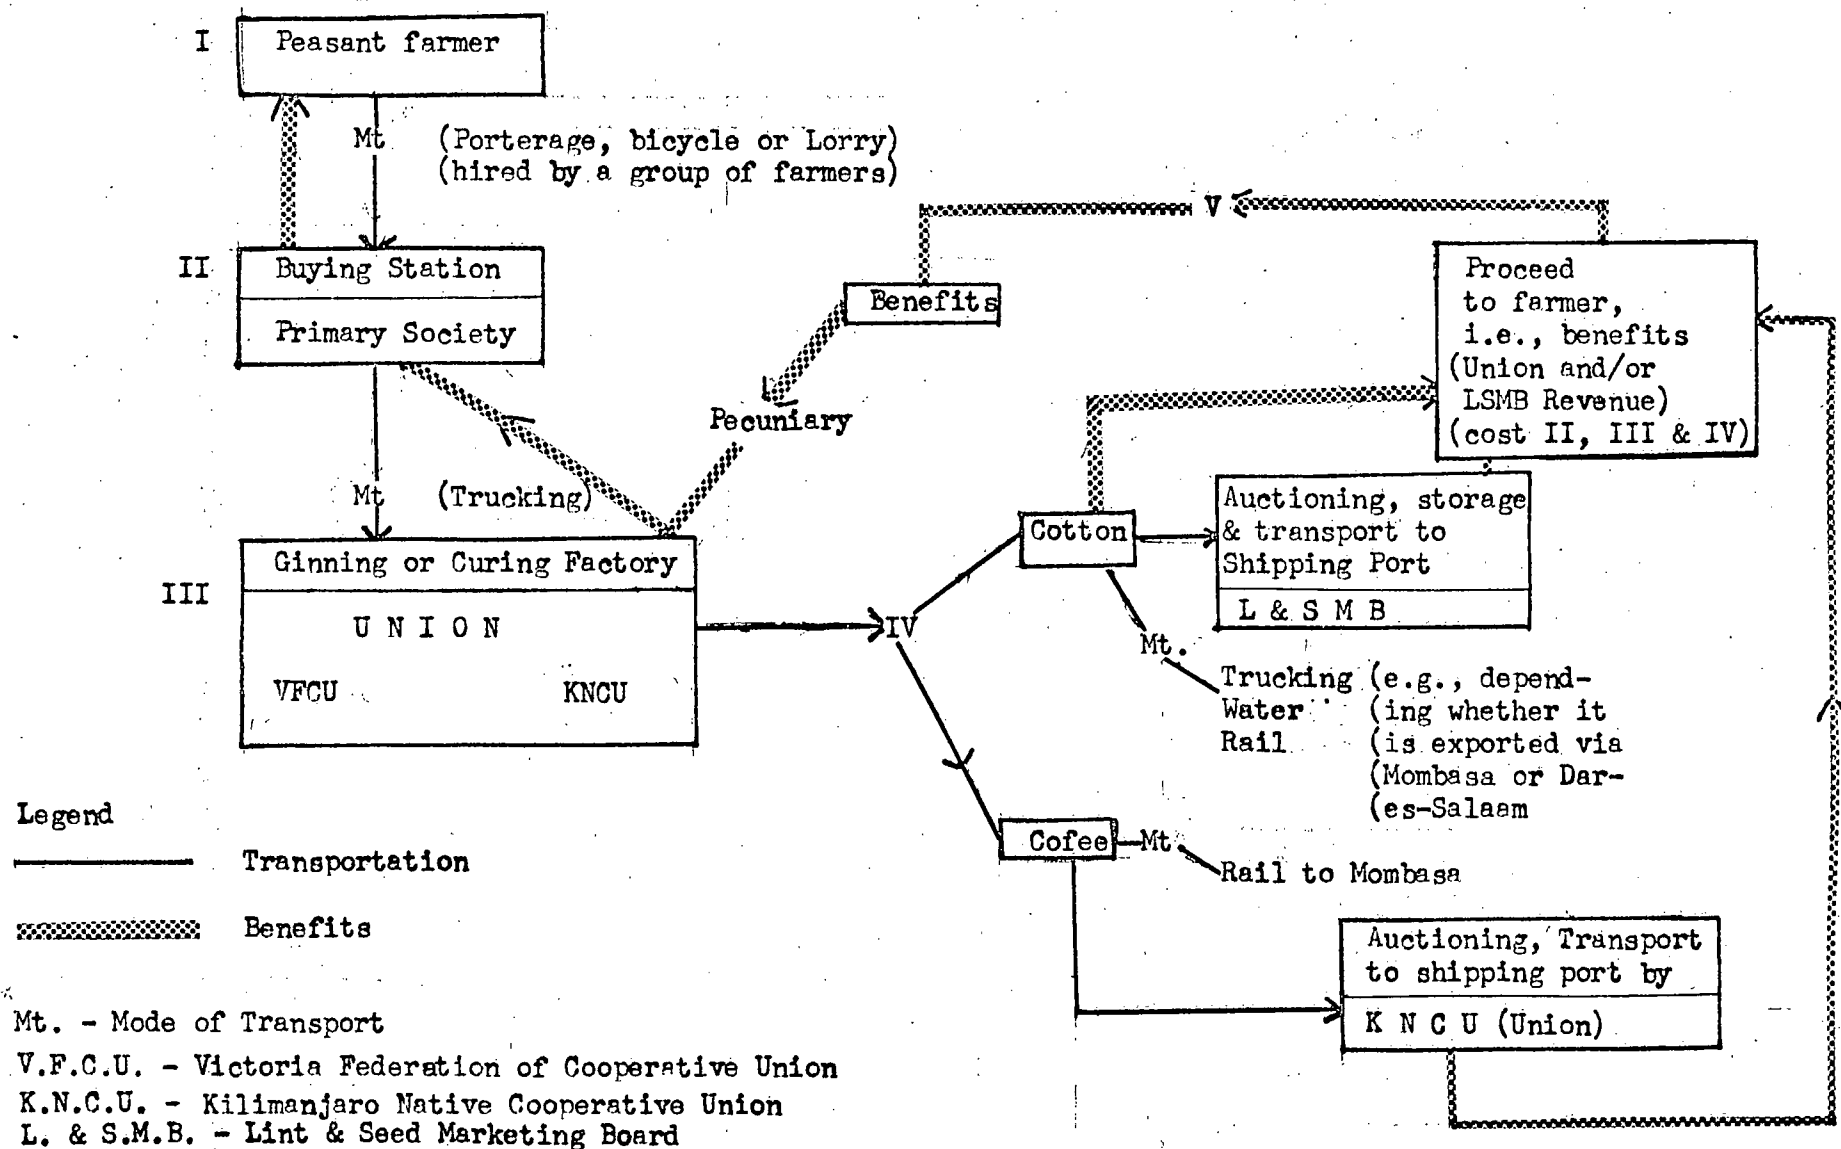 I
Peasant farmer
Mt
(Porterage, bicycle or Lorry)
(hired by a group of farmers)
V
II
Buying Station
Primary Society
Benefits
Proceed
to farmer,
i.e., benefits
(Union and/or
LSMB Revenue)
(cost II, III & IV)
Pecuniary
Mt
(Trucking)
III
Ginning or Curing Factory
U N I O N
VFCU
KNCU
IV
Cotton
Auctioning, storage
& transport to
Shipping Port
L & S M B
Mt.
Trucking (e.g., depend-
Water (ing whether it
Rail (is exported via
(Mombasa or Dar-
(es-Salaam
Cofee
Mt.
Rail to Mombasa
Auctioning, Transport
to shipping port by
K N C U (Union)
Legend
Transportation
Benefits
Mt. - Mode of Transport
V.F.C.U. - Victoria Federation of Cooperative Union
K.N.C.U. - Kilimanjaro Native Cooperative Union
L. & S.M.B. - Lint & Seed Marketing Board